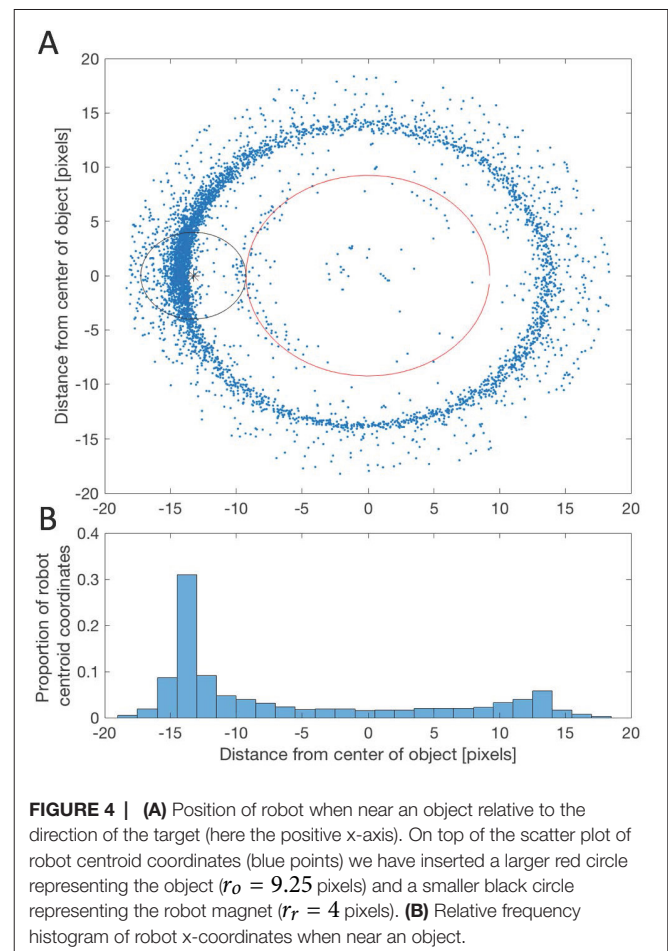 A
20
15
10
5
0
-5
-10
-15
-20
Distance from center of object [pixels]
-20 -15 -10 -5 0 5 10 15 20
B
0.4
0.3
0.2
0.1
0
Proportion of robot
centroid coordinates
-20 -15 -10 -5 0 5 10 15 20
Distance from center of object [pixels]
FIGURE 4 | (A) Position of robot when near an object relative to the
direction of the target (here the positive x-axis). On top of the scatter plot of
robot centroid coordinates (blue points) we have inserted a larger red circle
representing the object (r_o = 9.25 pixels) and a smaller black circle
representing the robot magnet (r_r = 4 pixels). (B) Relative frequency
histogram of robot x-coordinates when near an object.